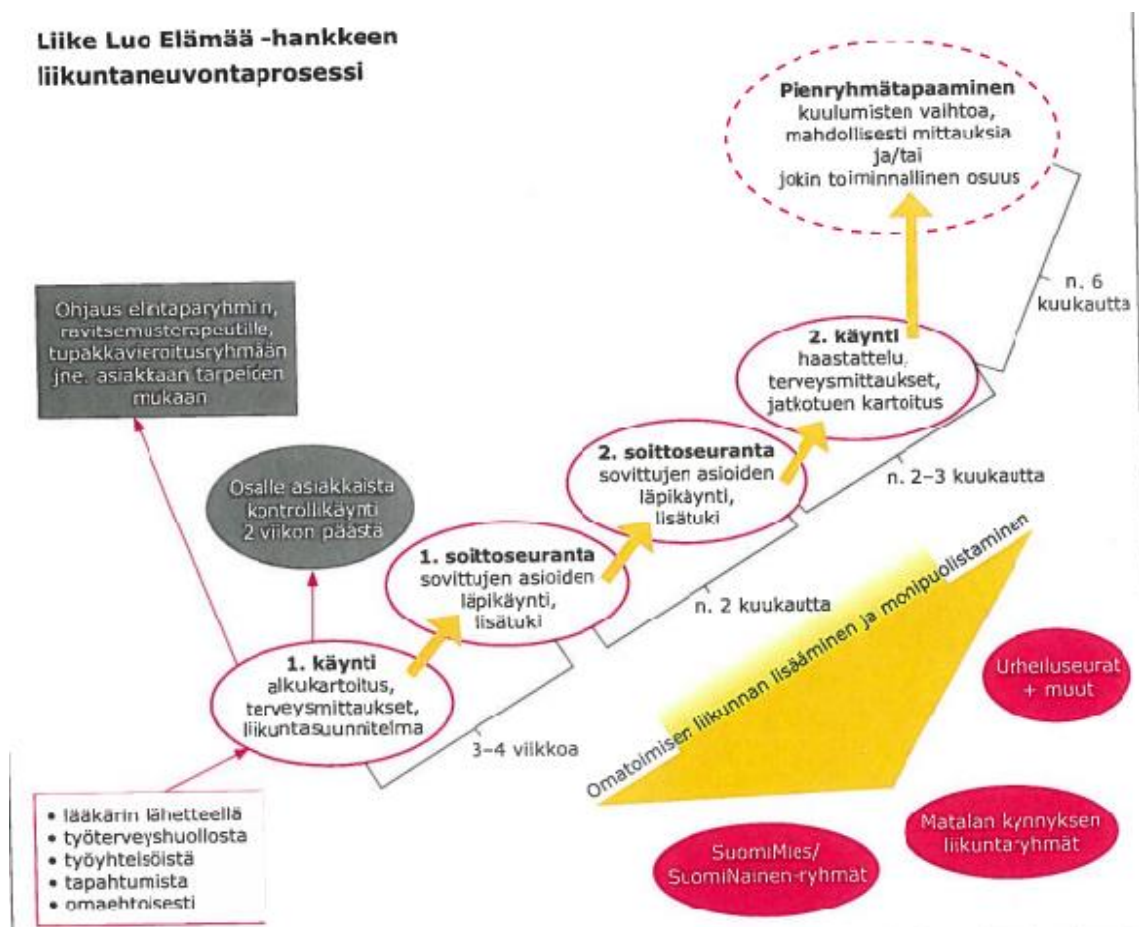 Liike Luo Elämää -hankkeen
liikuntaneuvontaprosessi
Pienryhmätapaaminen
kuulumisten vaihtoa,
mahdollisesti mittauksia
ja/tai
jokin toiminnallinen osuus
n. 6
kuukautta
Ohjaus elintaparyhmiin,
ravitsemusterapeutille,
tupakkavieroitusryhmään
jne. asiakkaan tarpeiden
mukaan
2. käynti
haastattelu,
terveysmittaukset,
jatkotuen kartoitus
n. 2–3 kuukautta
Osalle asiakkaista
kontrollikäynti
2 viikon päästä
2. soittoseuranta
sovittujen asioiden
läpikäynti,
lisätuki
n. 2 kuukautta
1. soittoseuranta
sovittujen asioiden
läpikäynti,
lisätuki
3–4 viikkoa
1. käynti
alkukartoitus,
terveysmittaukset,
liikuntasuunnitelma
• lääkärin lähetteellä
• työterveyshuollosta
• työyhteisöistä
• tapahtumista
• omaehtoisesti
Omatoimisen liikunnan lisääminen ja monipuolistaminen
Urheiluseurat
+ muut
Matalan kynnyksen
liikuntaryhmät
SuomiMies/
SuomiNainen-ryhmät